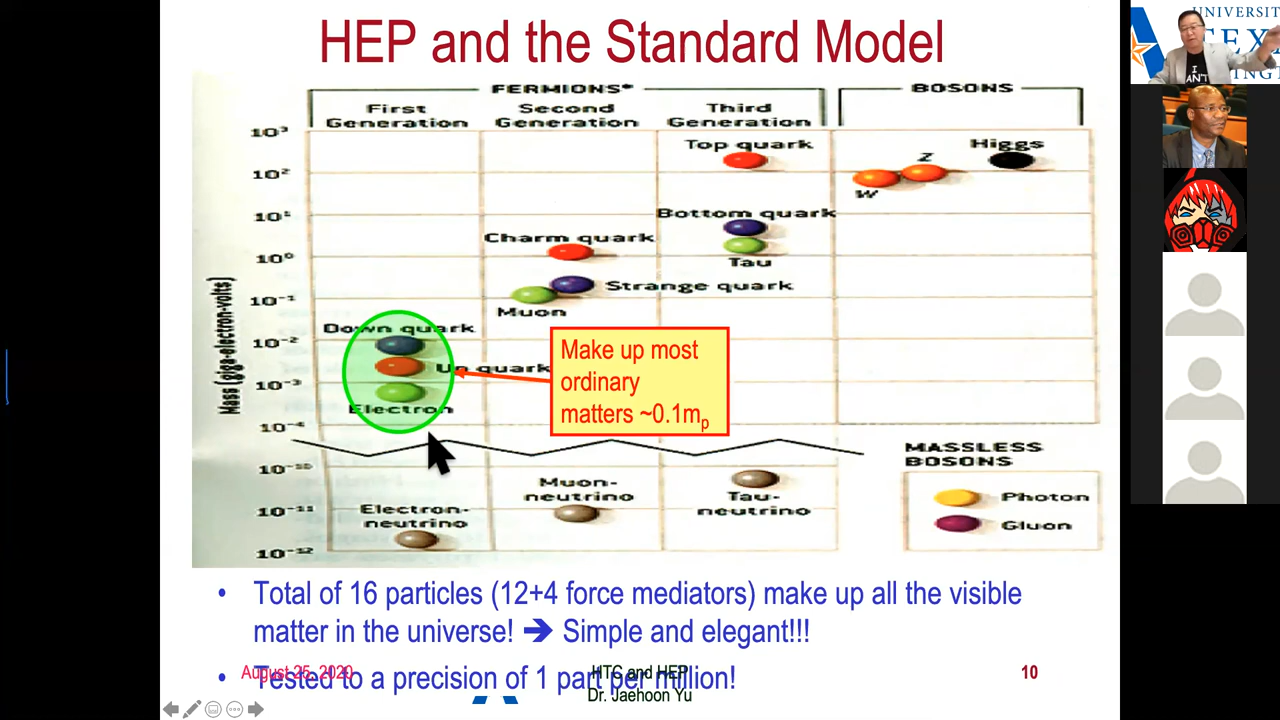 HEP and the Standard Model
FERMIONS*
BOSONS
First Generation
Second Generation
Third Generation
10³
10²
10¹
10⁰
10⁻¹
10⁻²
10⁻³
10⁻⁴
10⁻¹⁰
10⁻¹¹
10⁻¹²
Mass (giga-electron-volts)
Top quark
Z
Higgs
W
Bottom quark
Charm quark
Tau
Strange quark
Muon
Down quark
Up quark
Electron
Make up most
ordinary
matters ~0.1mₚ
MASSLESS
BOSONS
Photon
Gluon
Muon-
neutrino
Tau-
neutrino
Electron-
neutrino
• Total of 16 particles (12+4 force mediators) make up all the visible
matter in the universe! ➔ Simple and elegant!!!
• Tested to a precision of 1 part per million!
August 25, 2020
HTC and HEP
Dr. Jaehoon Yu
10
UNIVERSIT
TEX
NGT
I
CAN'T